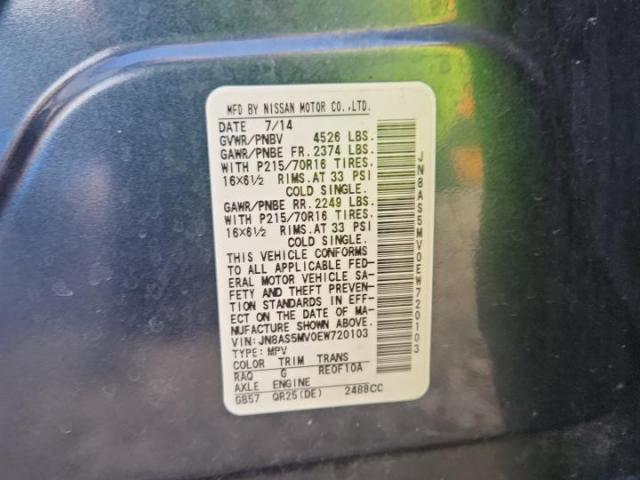 MFD BY NISSAN MOTOR CO.,LTD.
DATE 7/14
GVWR/PNBV 4526 LBS.
GAWR/PNBE FR. 2374 LBS.
WITH P215/70R16 TIRES.
16X6½ RIMS.AT 33 PSI
COLD SINGLE.
GAWR/PNBE RR. 2249 LBS.
WITH P215/70R16 TIRES.
16X6½ RIMS.AT 33 PSI
COLD SINGLE.
THIS VEHICLE CONFORMS
TO ALL APPLICABLE FED-
ERAL MOTOR VEHICLE SA-
FETY AND THEFT PREVEN-
TION STANDARDS IN EFF-
ECT ON THE DATE OF MA-
NUFACTURE SHOWN ABOVE.
VIN:JN8AS5MV0EW720103
TYPE:MPV
COLOR TRIM TRANS
RAQ G RE0F10A
AXLE ENGINE
GB57 QR25(DE) 2488CC
JN8AS5MV0EW720103